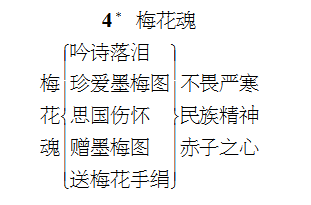 4* 梅花魂
吟诗落泪
梅 珍爱墨梅图 不畏严寒
花 思国伤怀 民族精神
魂 赠墨梅图 赤子之心
送梅花手绢